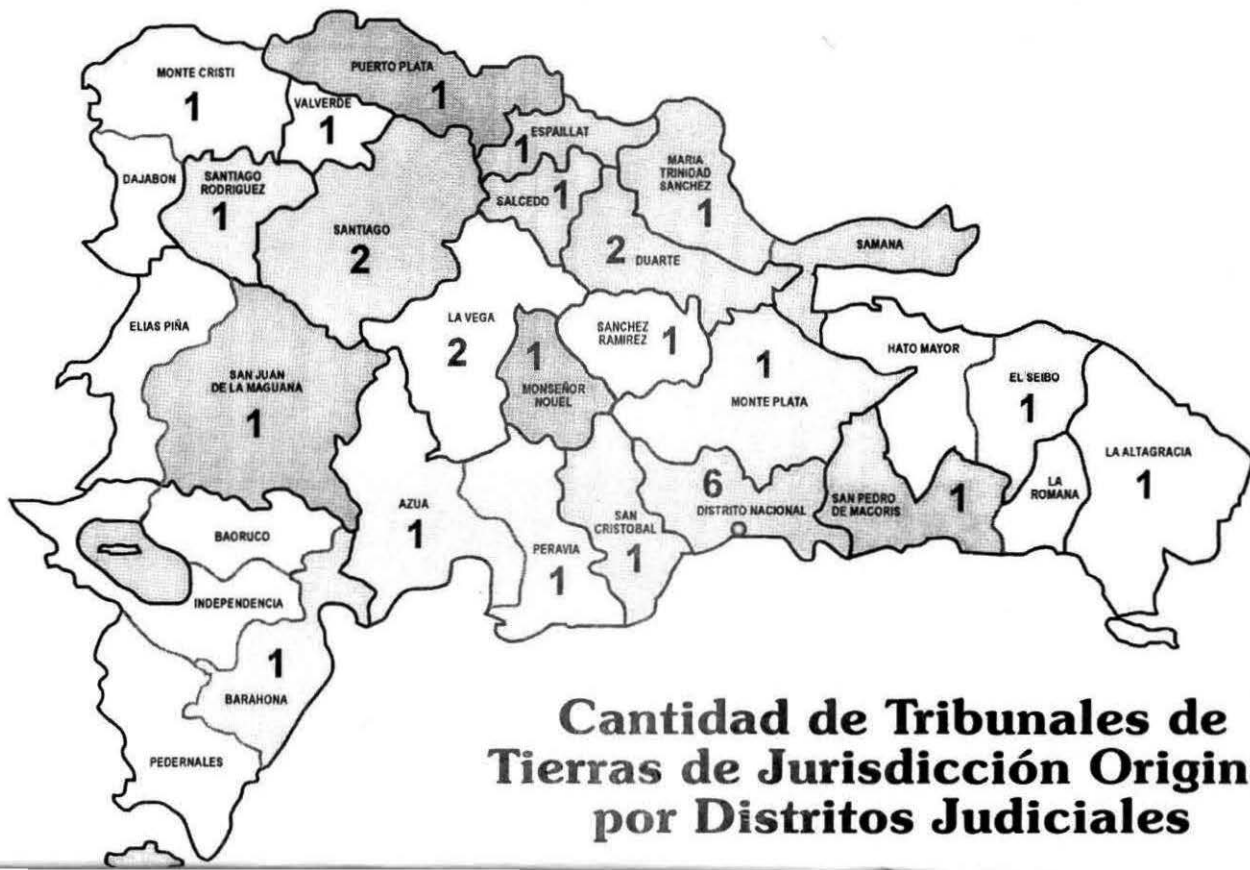 MONTE CRISTI
1
PUERTO PLATA
1
VALVERDE
1
ESPAILLAT
1
DAJABON
SANTIAGO
RODRIGUEZ
1
MARIA
TRINIDAD
SANCHEZ
1
SALCEDO 1
SANTIAGO
2
2 DUARTE
SAMANA
ELIAS PIÑA
LA VEGA
2
SANCHEZ
RAMIREZ 1
HATO MAYOR
SAN JUAN
DE LA MAGUANA
1
1
MONSEÑOR
NOUEL
1
MONTE PLATA
EL SEIBO
1
LA ALTAGRACIA
1
LA
ROMANA
AZUA
1
6
DISTRITO NACIONAL
SAN PEDRO
DE MACORIS 1
SAN
CRISTOBAL
1
BAORUCO
PERAVIA
1
INDEPENDENCIA
1
BARAHONA
PEDERNALES
Cantidad de Tribunales de
Tierras de Jurisdicción Origin
por Distritos Judiciales